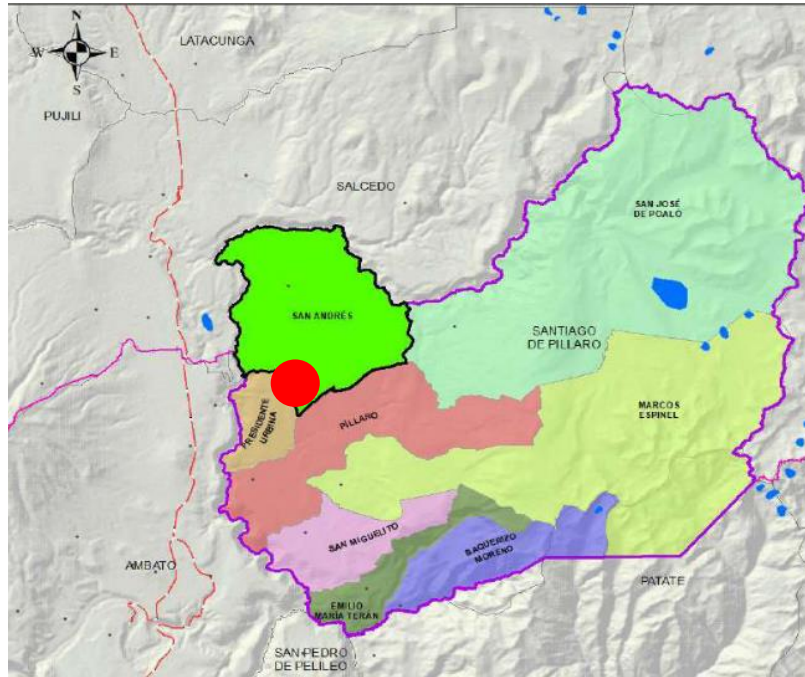 N
LATACUNGA
W
E
S
PUJILI
SALCEDO
SAN JOSÉ
DE POALÓ
SAN ANDRÉS
SANTIAGO
DE PILLARO
MARCOS
ESPINEL
PRESIDENTE
URBINA
PÍLLARO
SAN MIGUELITO
BAQUERIZO
MORENO
AMBATO
PATATE
EMILIO
MARÍA TERÁN
SAN PEDRO
DE PELILEO